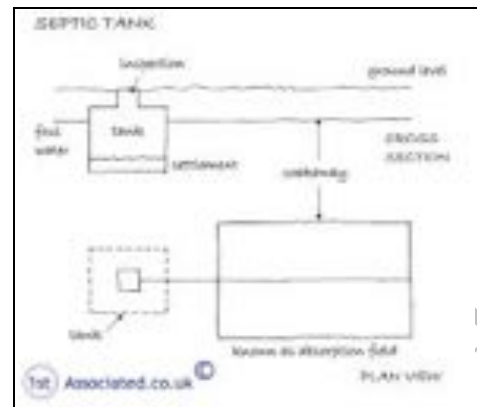 SEPTIC TANK
inspection
ground level
foul
water
tank
CROSS
SECTION
settlement
tank
known as absorption field
1st Associated.co.uk ©
PLAN VIEW